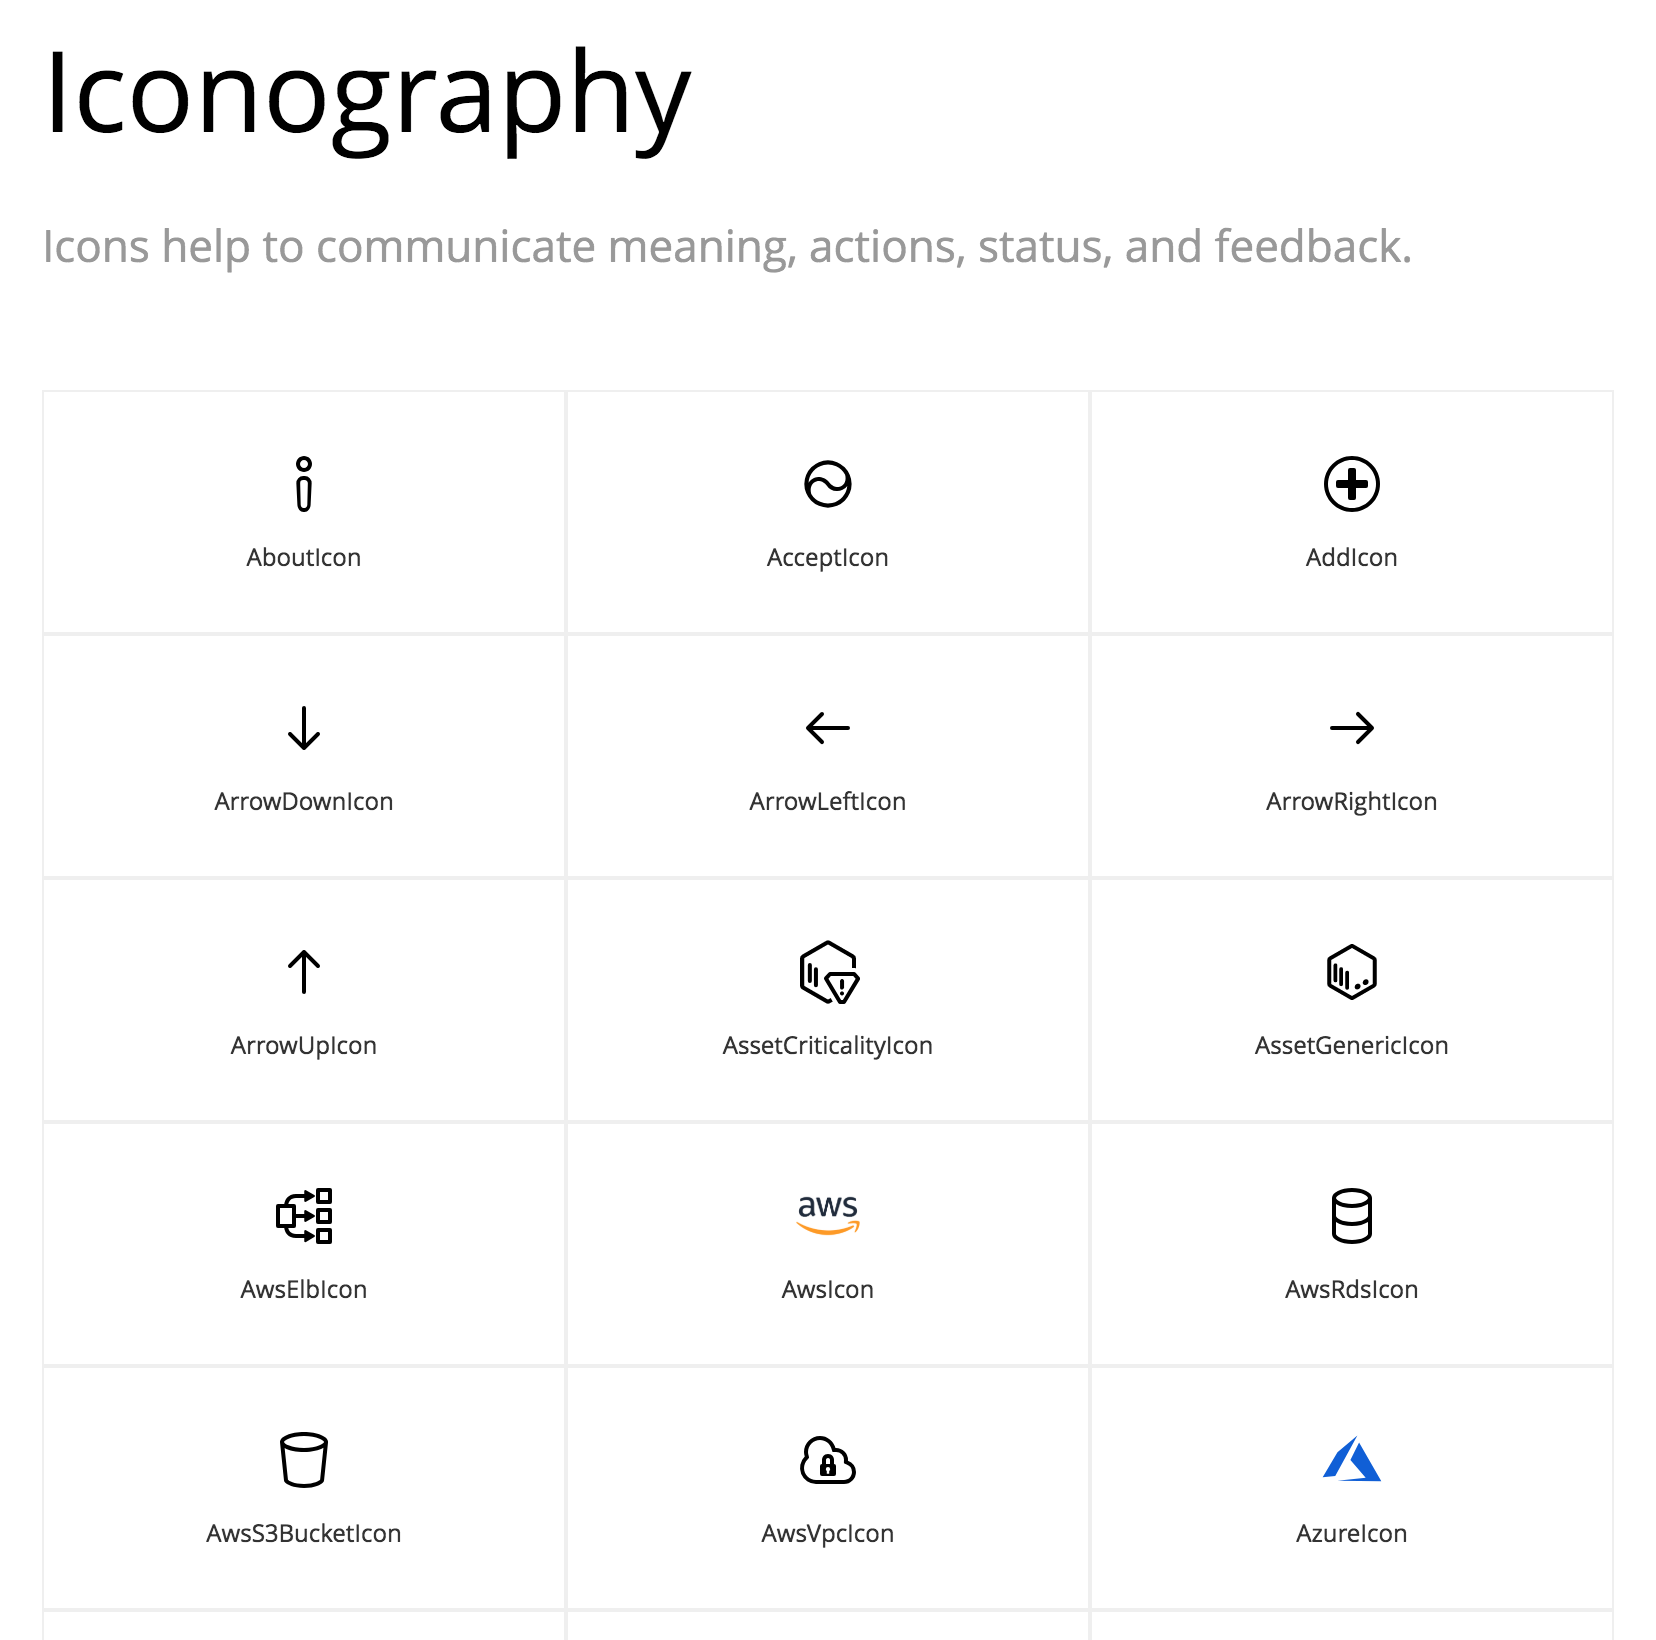 Iconography
Icons help to communicate meaning, actions, status, and feedback.
AboutIcon
AcceptIcon
AddIcon
ArrowDownIcon
ArrowLeftIcon
ArrowRightIcon
ArrowUpIcon
AssetCriticalityIcon
AssetGenericIcon
aws
AwsElbIcon
AwsIcon
AwsRdsIcon
AwsS3BucketIcon
AwsVpcIcon
AzureIcon